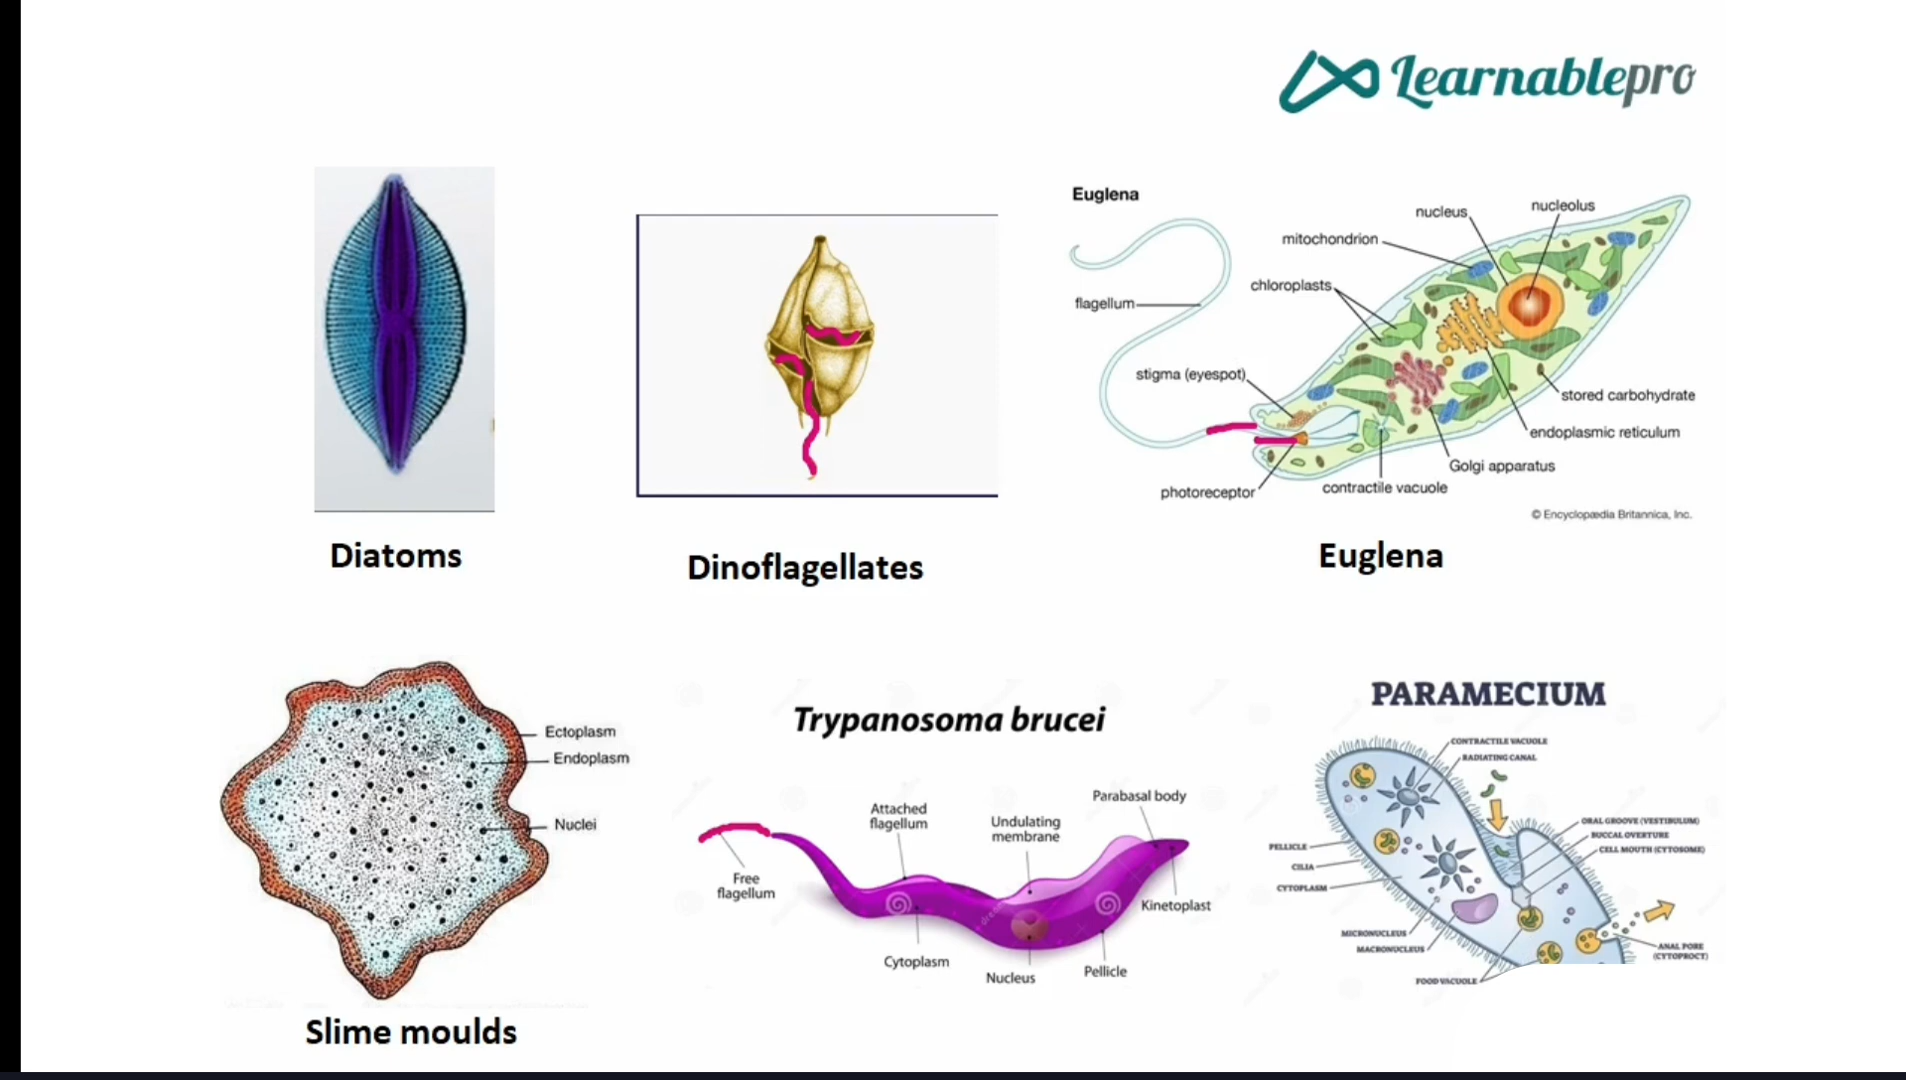 Learnablepro
Euglena
nucleus
nucleolus
mitochondrion
chloroplasts
flagellum
stigma (eyespot)
stored carbohydrate
endoplasmic reticulum
Golgi apparatus
contractile vacuole
photoreceptor
© Encyclopædia Britannica, Inc.
Diatoms
Dinoflagellates
Euglena
Ectoplasm
Endoplasm
Nuclei
Slime moulds
Trypanosoma brucei
Parabasal body
Attached
flagellum
Undulating
membrane
Free
flagellum
Kinetoplast
Cytoplasm
Nucleus
Pellicle
PARAMECIUM
CONTRACTILE VACUOLE
RADIATING CANAL
ORAL GROOVE (VESTIBULUM)
BUCCAL OVERTURE
CELL MOUTH (CYTOSOME)
PELLICLE
CILIA
CYTOPLASM
MICRONUCLEUS
MACRONUCLEUS
ANAL PORE
(CYTOPROCT)
FOOD VACUOLE